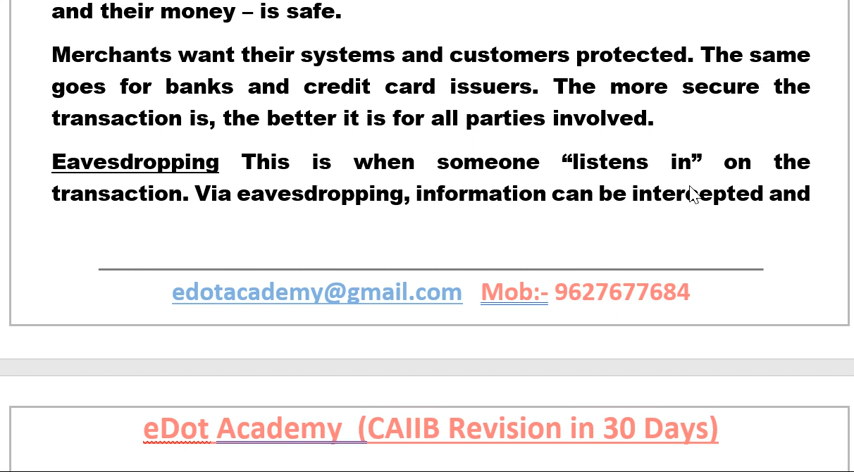 and their money – is safe.
Merchants want their systems and customers protected. The same
goes for banks and credit card issuers. The more secure the
transaction is, the better it is for all parties involved.
Eavesdropping This is when someone “listens in” on the
transaction. Via eavesdropping, information can be intercepted and
edotacademy@gmail.com Mob:- 9627677684
eDot Academy (CAIIB Revision in 30 Days)